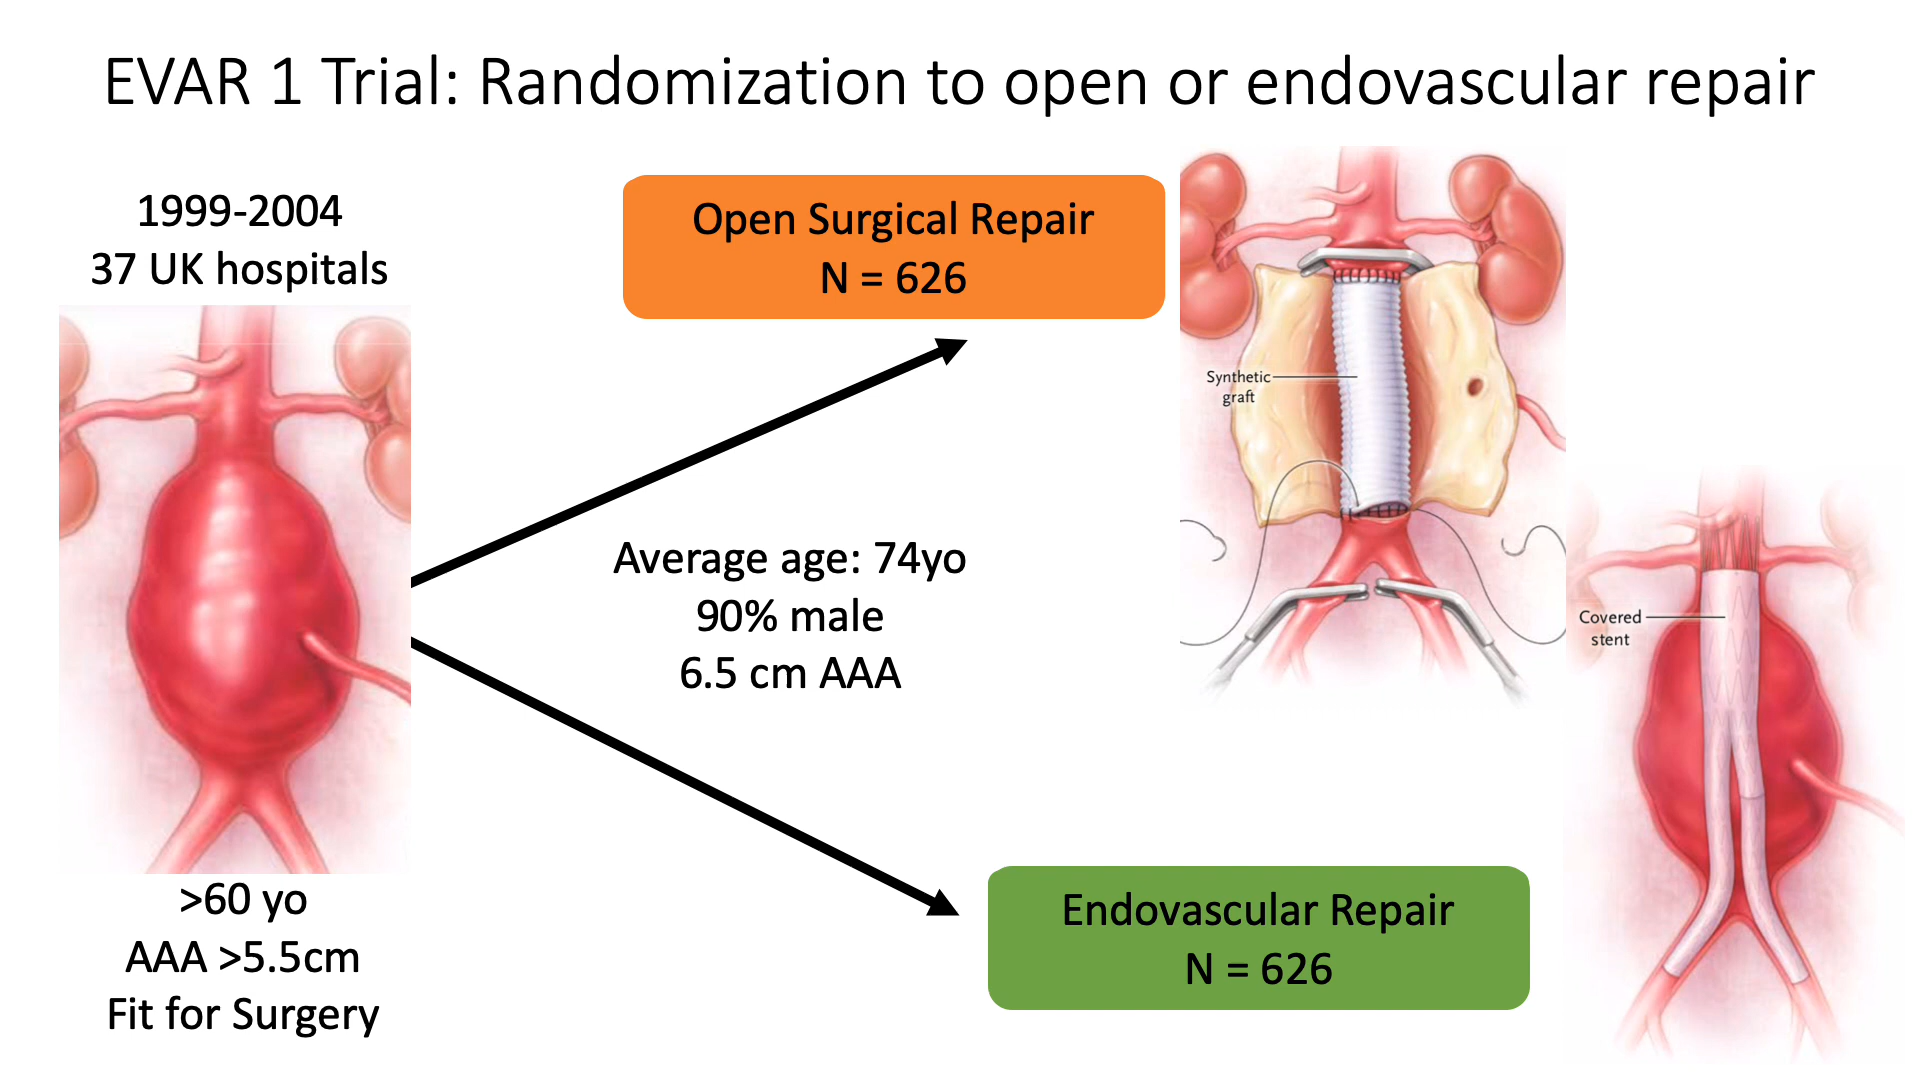 EVAR 1 Trial: Randomization to open or endovascular repair
1999-2004
37 UK hospitals
>60 yo
AAA >5.5cm
Fit for Surgery
Open Surgical Repair
N = 626
Average age: 74yo
90% male
6.5 cm AAA
Endovascular Repair
N = 626
Synthetic
graft
Covered
stent